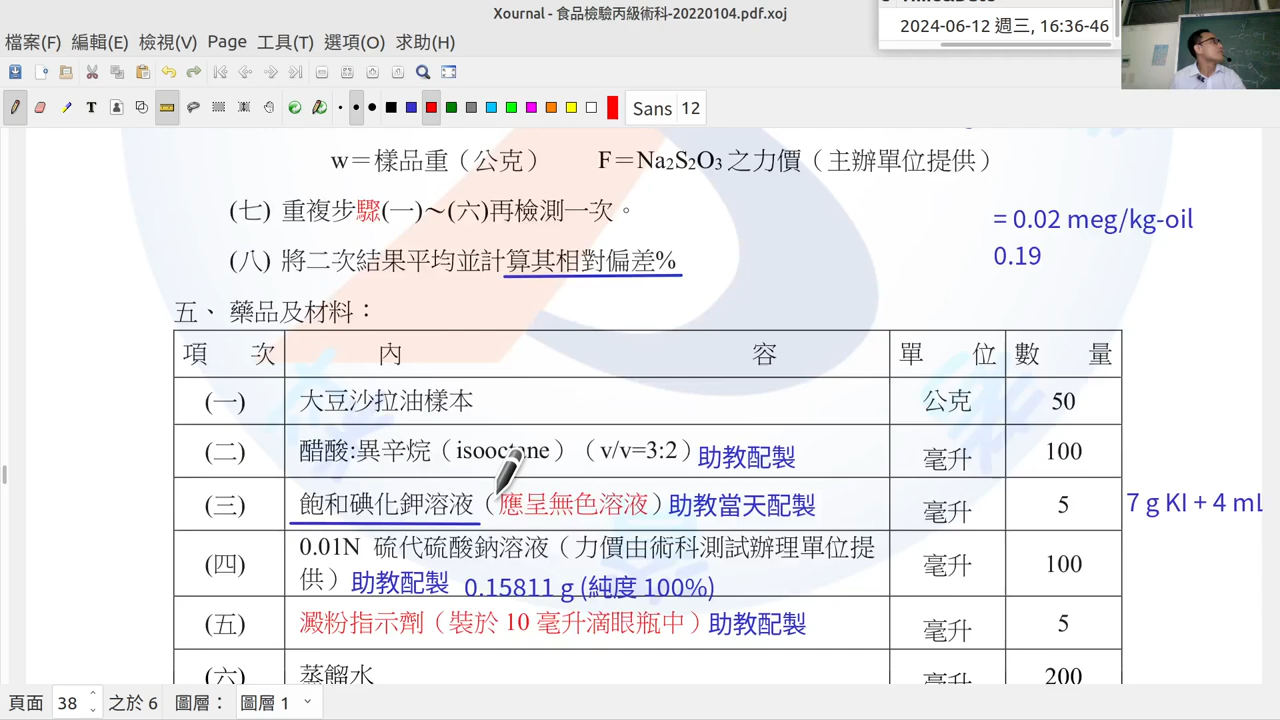 Xournal - 食品檢驗丙級術科-20220104.pdf.xoj
2024-06-12 週三, 16:36-46
檔案(F) 編輯(E) 檢視(V) Page 工具(T) 選項(O) 求助(H)
Sans 12
w＝樣品重（公克） F＝Na2S2O3之力價（主辦單位提供）
(七) 重複步驟(一)～(六)再檢測一次。
= 0.02 meg/kg-oil
(八) 將二次結果平均並計算其相對偏差%
0.19
五、 藥品及材料：
項 次 內 容 單 位 數 量
(一) 大豆沙拉油樣本 公克 50
(二) 醋酸:異辛烷（isooctane）（v/v=3:2）助教配製 毫升 100
(三) 飽和碘化鉀溶液（應呈無色溶液）助教當天配製 毫升 5 7 g KI + 4 mL
(四) 0.01N 硫代硫酸鈉溶液（力價由術科測試辦理單位提 毫升 100
供）助教配製 0.15811 g (純度 100%)
(五) 澱粉指示劑（裝於 10 毫升滴眼瓶中）助教配製 毫升 5
(六) 蒸餾水 毫升 200
頁面 38 之於 6 圖層： 圖層 1